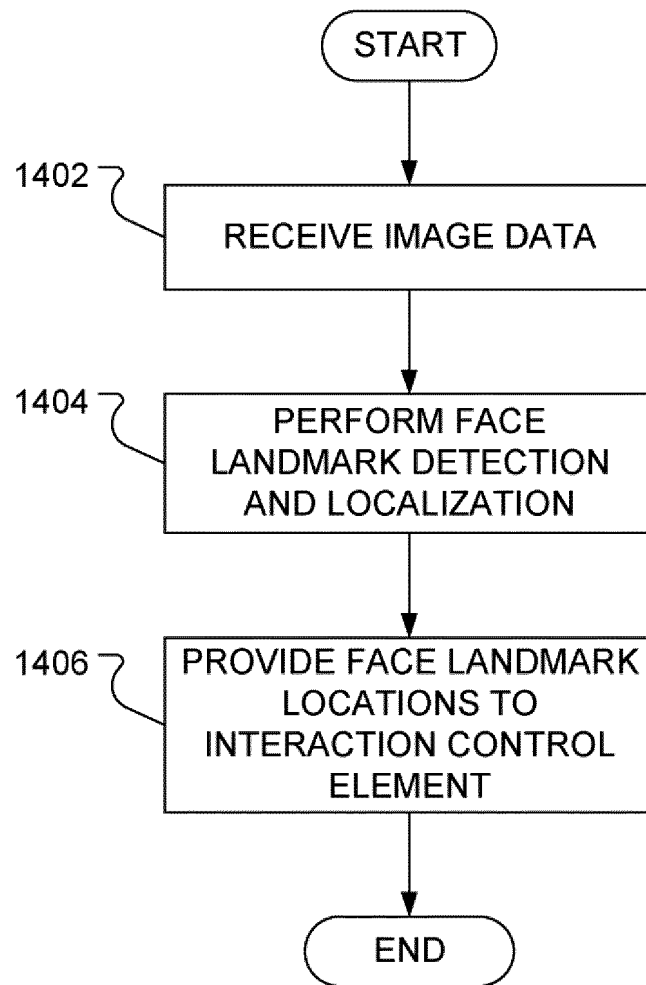 START
1402
RECEIVE IMAGE DATA
1404
PERFORM FACE
LANDMARK DETECTION
AND LOCALIZATION
1406
PROVIDE FACE LANDMARK
LOCATIONS TO
INTERACTION CONTROL
ELEMENT
END